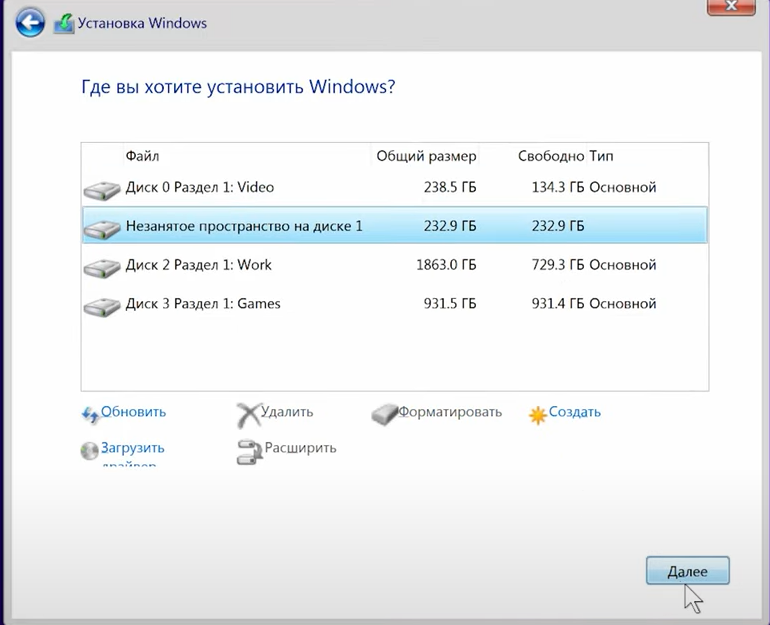 Установка Windows
Где вы хотите установить Windows?
Файл Общий размер Свободно Тип
Диск 0 Раздел 1: Video 238.5 ГБ 134.3 ГБ Основной
Незанятое пространство на диске 1 232.9 ГБ 232.9 ГБ
Диск 2 Раздел 1: Work 1863.0 ГБ 729.3 ГБ Основной
Диск 3 Раздел 1: Games 931.5 ГБ 931.4 ГБ Основной
Обновить Удалить Форматировать Создать
Загрузить Расширить
драйвер
Далее